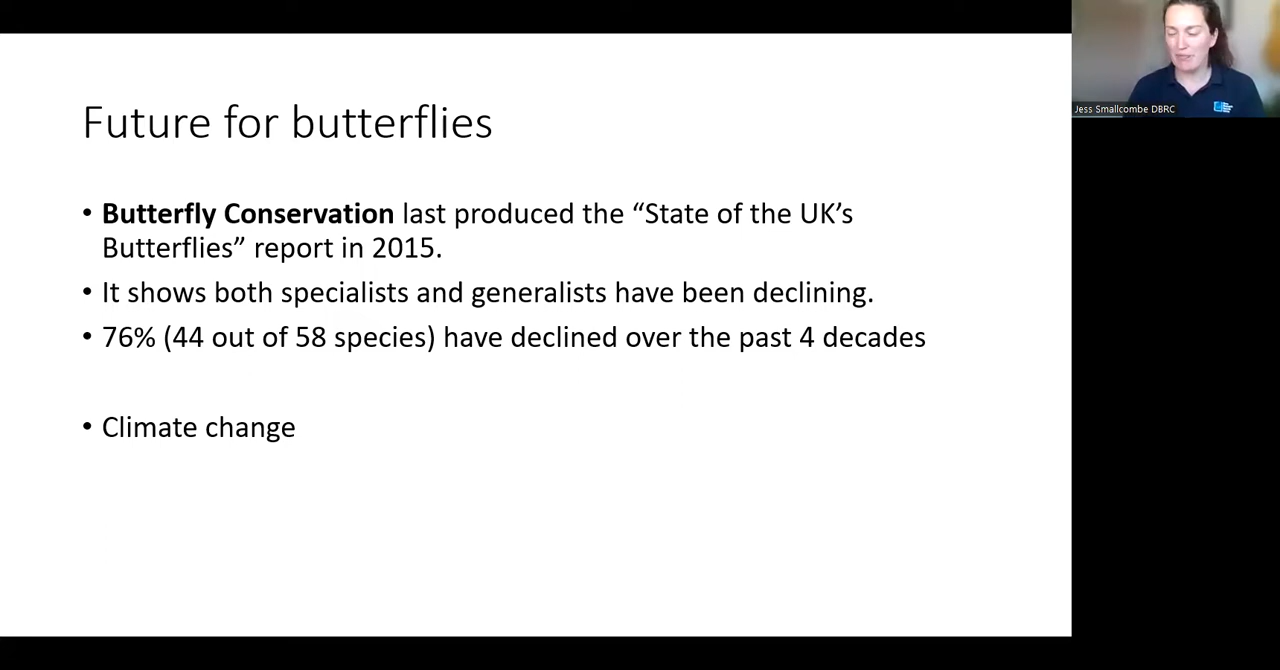 Future for butterflies
• Butterfly Conservation last produced the “State of the UK’s
Butterflies” report in 2015.
• It shows both specialists and generalists have been declining.
• 76% (44 out of 58 species) have declined over the past 4 decades
• Climate change
Jess Smallcombe DBRC